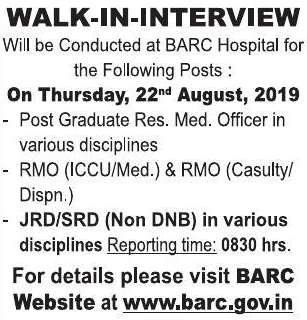 WALK-IN-INTERVIEW
Will be Conducted at BARC Hospital for
the Following Posts :
On Thursday, 22nd August, 2019
- Post Graduate Res. Med. Officer in
various disciplines
- RMO (ICCU/Med.) & RMO (Casulty/
Dispn.)
- JRD/SRD (Non DNB) in various
disciplines Reporting time: 0830 hrs.
For details please visit BARC
Website at www.barc.gov.in